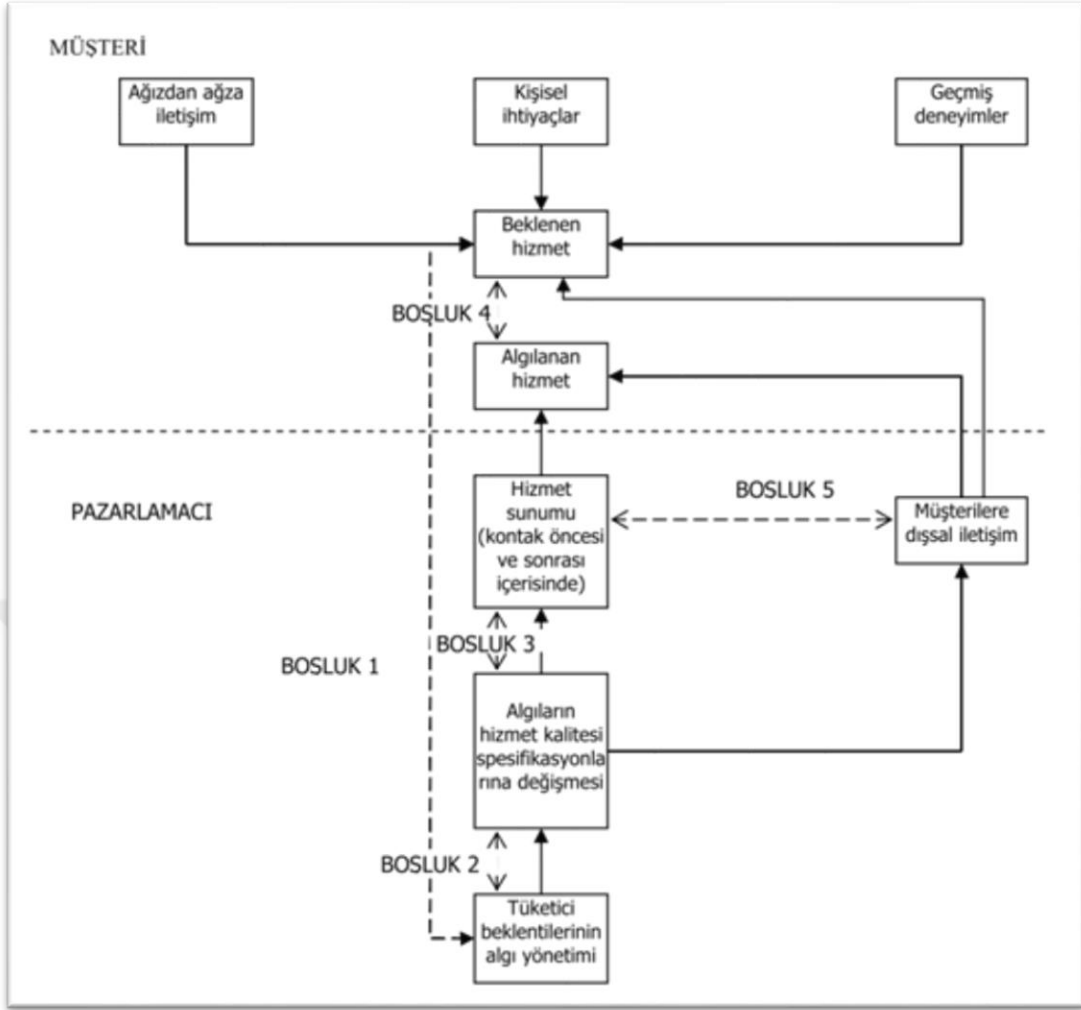 MÜŞTERİ
Ağızdan ağza
iletişim
Kişisel
ihtiyaçlar
Geçmiş
deneyimler
Beklenen
hizmet
BOSLUK 4
Algılanan
hizmet
PAZARLAMACI
Hizmet
sunumu
(kontak öncesi
ve sonrası
içerisinde)
BOSLUK 5
Müşterilere
dışsal iletişim
BOSLUK 3
BOSLUK 1
Algıların
hizmet kalitesi
spesifikasyonla
rına değişmesi
BOSLUK 2
Tüketici
beklentilerinin
algı yönetimi